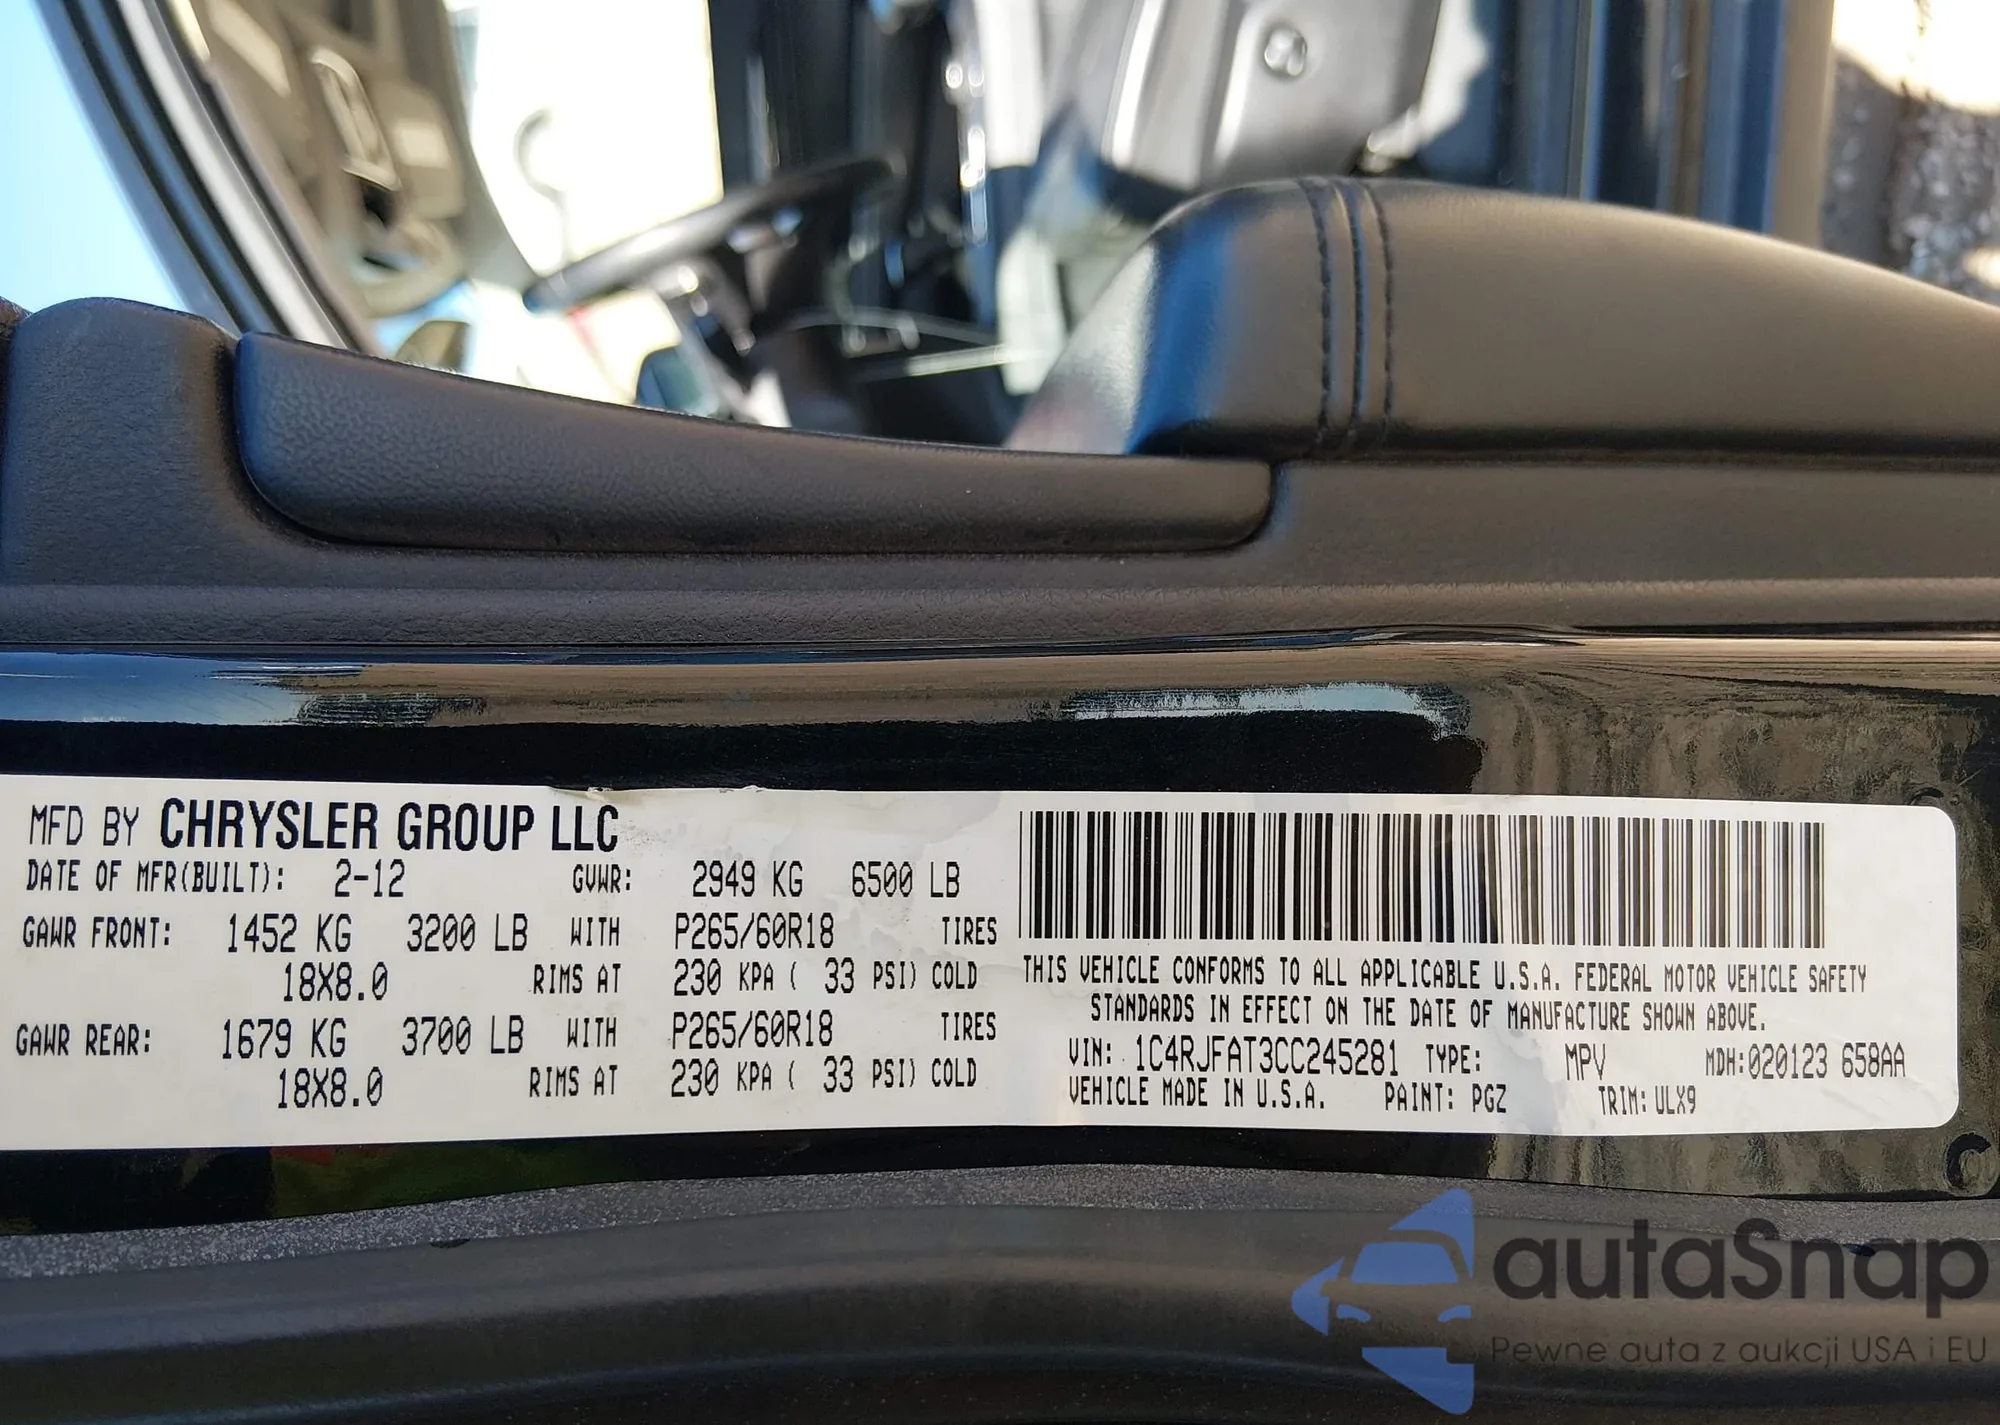 MFD BY CHRYSLER GROUP LLC
DATE OF MFR(BUILT): 2-12 GVWR: 2949 KG 6500 LB
GAWR FRONT: 1452 KG 3200 LB WITH P265/60R18 TIRES
18X8.0 RIMS AT 230 KPA ( 33 PSI) COLD
GAWR REAR: 1679 KG 3700 LB WITH P265/60R18 TIRES
18X8.0 RIMS AT 230 KPA ( 33 PSI) COLD
THIS VEHICLE CONFORMS TO ALL APPLICABLE U.S.A. FEDERAL MOTOR VEHICLE SAFETY
STANDARDS IN EFFECT ON THE DATE OF MANUFACTURE SHOWN ABOVE.
VIN: 1C4RJFAT3CC245281 TYPE: MPV MDH:020123 658AA
VEHICLE MADE IN U.S.A. PAINT: PGZ TRIM: ULX9
autaSnap
Pewne auta z aukcji USA i EU